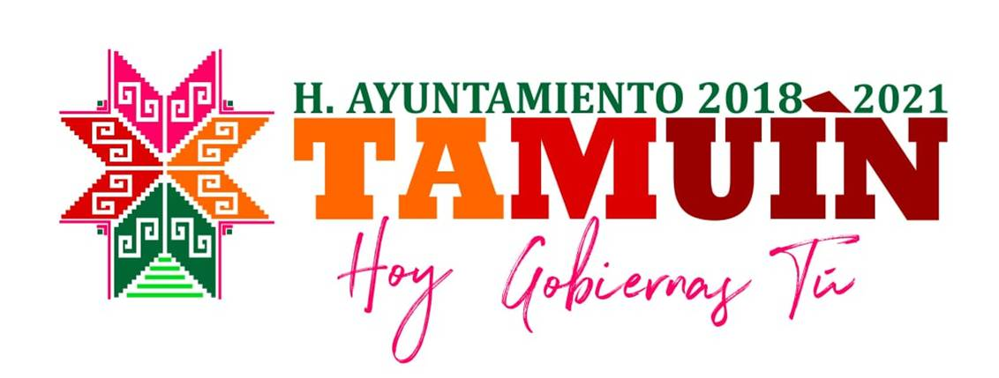 H. AYUNTAMIENTO 2018 2021
TAMUÌN
Hoy Gobiernas Tú